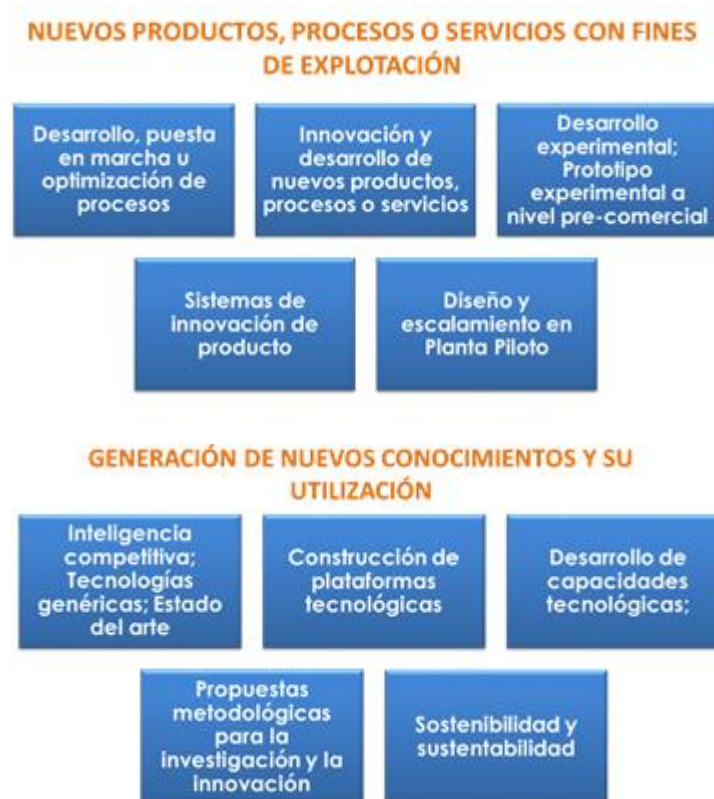 NUEVOS PRODUCTOS, PROCESOS O SERVICIOS CON FINES
DE EXPLOTACIÓN
Desarrollo, puesta
en marcha u
optimización de
procesos
Innovación y
desarrollo de
nuevos productos,
procesos o servicios
Desarrollo
experimental;
Prototipo
experimental a
nivel pre-comercial
Sistemas de
innovación de
producto
Diseño y
escalamiento en
Planta Piloto
GENERACIÓN DE NUEVOS CONOCIMIENTOS Y SU
UTILIZACIÓN
Inteligencia
competitiva;
Tecnologías
genéricas; Estado
del arte
Construcción de
plataformas
tecnológicas
Desarrollo de
capacidades
tecnológicas;
Propuestas
metodológicas
para la
investigación y la
innovación
Sostenibilidad y
sustentabilidad